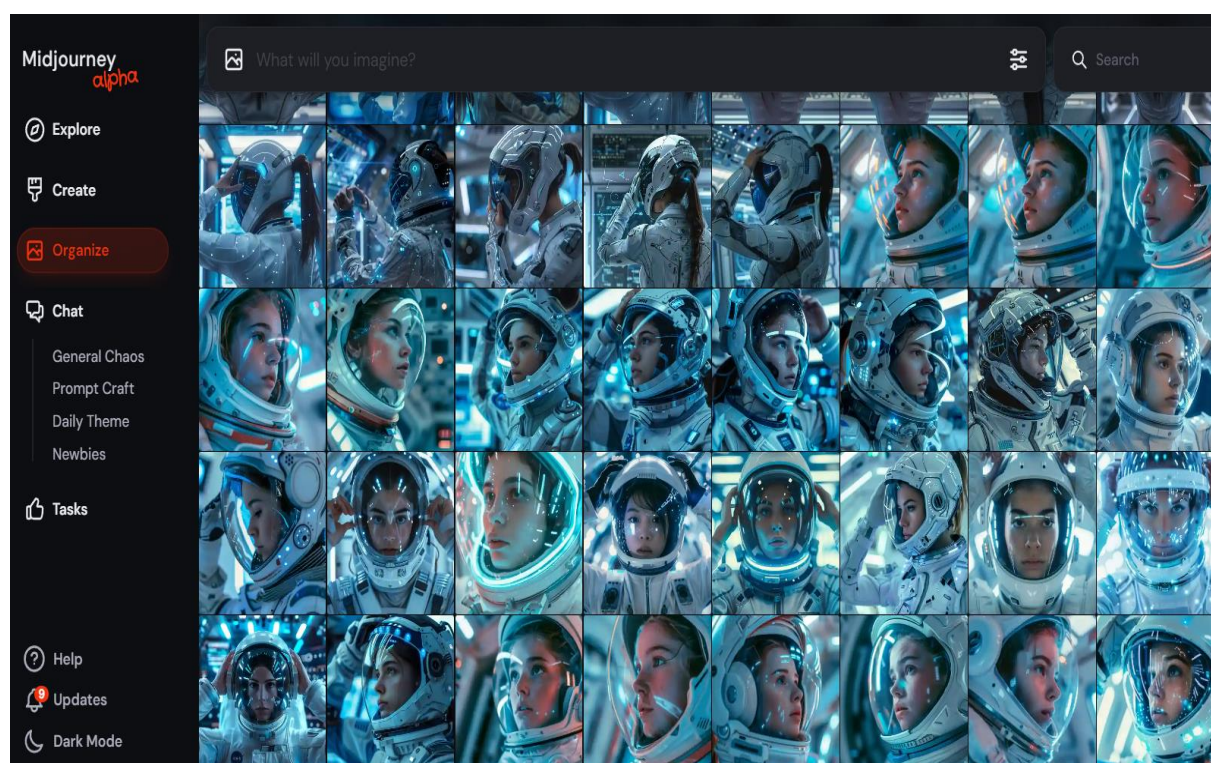 Midjourney
alpha
What will you imagine?
Search
Explore
Create
Organize
Chat
General Chaos
Prompt Craft
Daily Theme
Newbies
Tasks
Help
9
Updates
Dark Mode